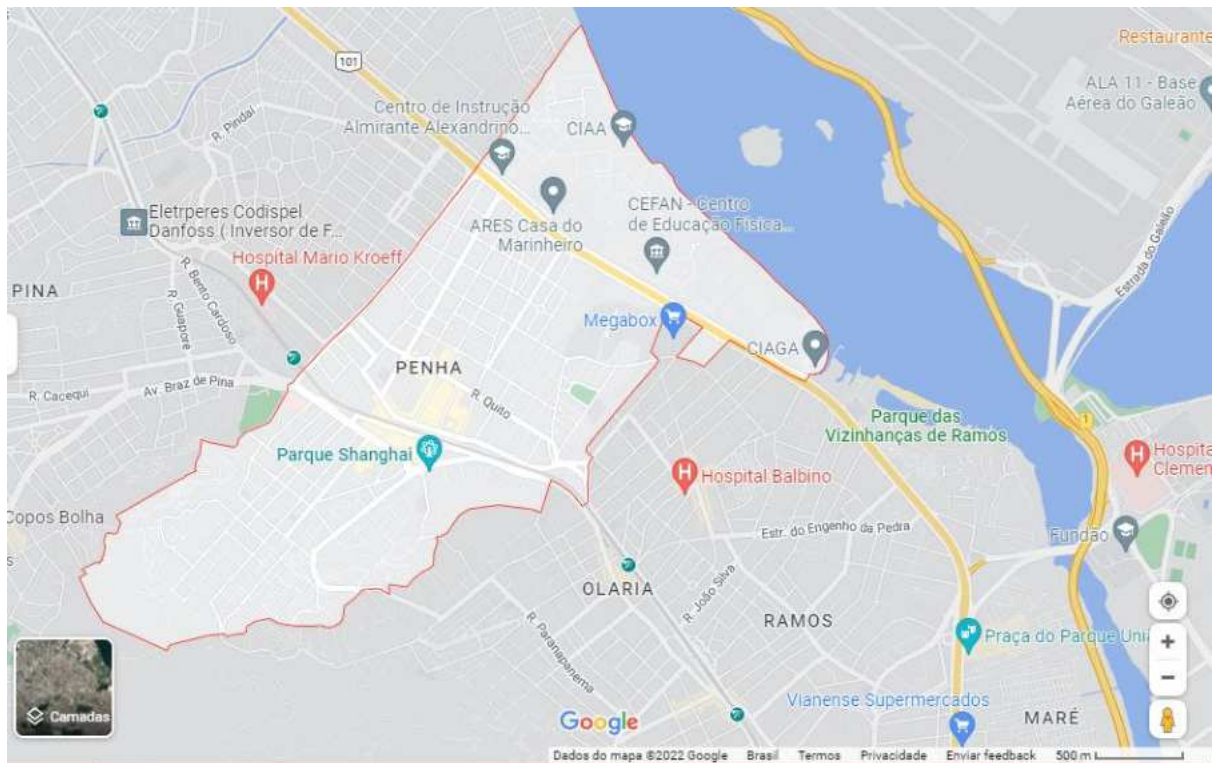 Restaurante
101
ALA 11 - Base
Aérea do Galeão
Centro de Instrução
Almirante Alexandrino...
CIAA
R. Pindaí
Eletrperes Codispel
Danfoss ( Inversor de F...
ARES Casa do
Marinheiro
CEFAN - Centro
de Educação Física...
Estrada do Galeão
Hospital Mario Kroeff
H
R. Bento Cardoso
R. Guapore
PINA
Megabox
CIAGA
PENHA
R. Quito
Av. Braz de Pina
R. Cacequi
Parque das
Vizinhanças de Ramos
1
Parque Shanghai
H
Hospital Balbino
H
Hospita
Clemen
Copos Bolha
s
Estr. do Engenho da Pedra
Fundão
OLARIA
R. João Silva
RAMOS
R. Paranapanema
Praça do Parque Uniã
Vianense Supermercados
MARÉ
Camadas
+
−
Google
Dados do mapa ©2022 Google Brasil Termos Privacidade Enviar feedback 500 m